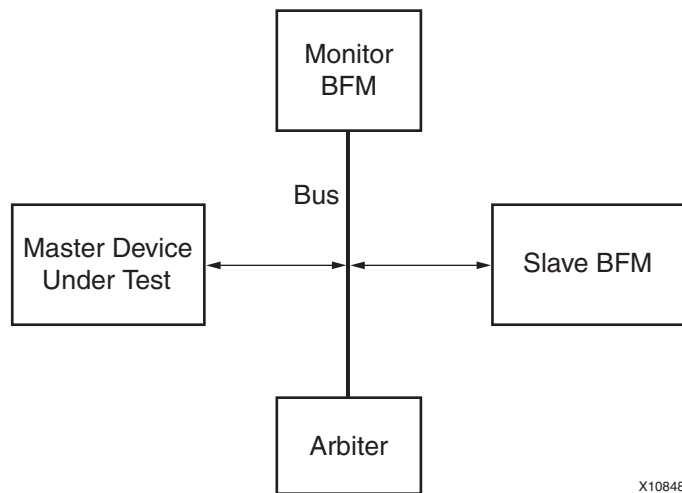 Monitor
BFM
Bus
Master Device
Under Test
Slave BFM
Arbiter
X10848